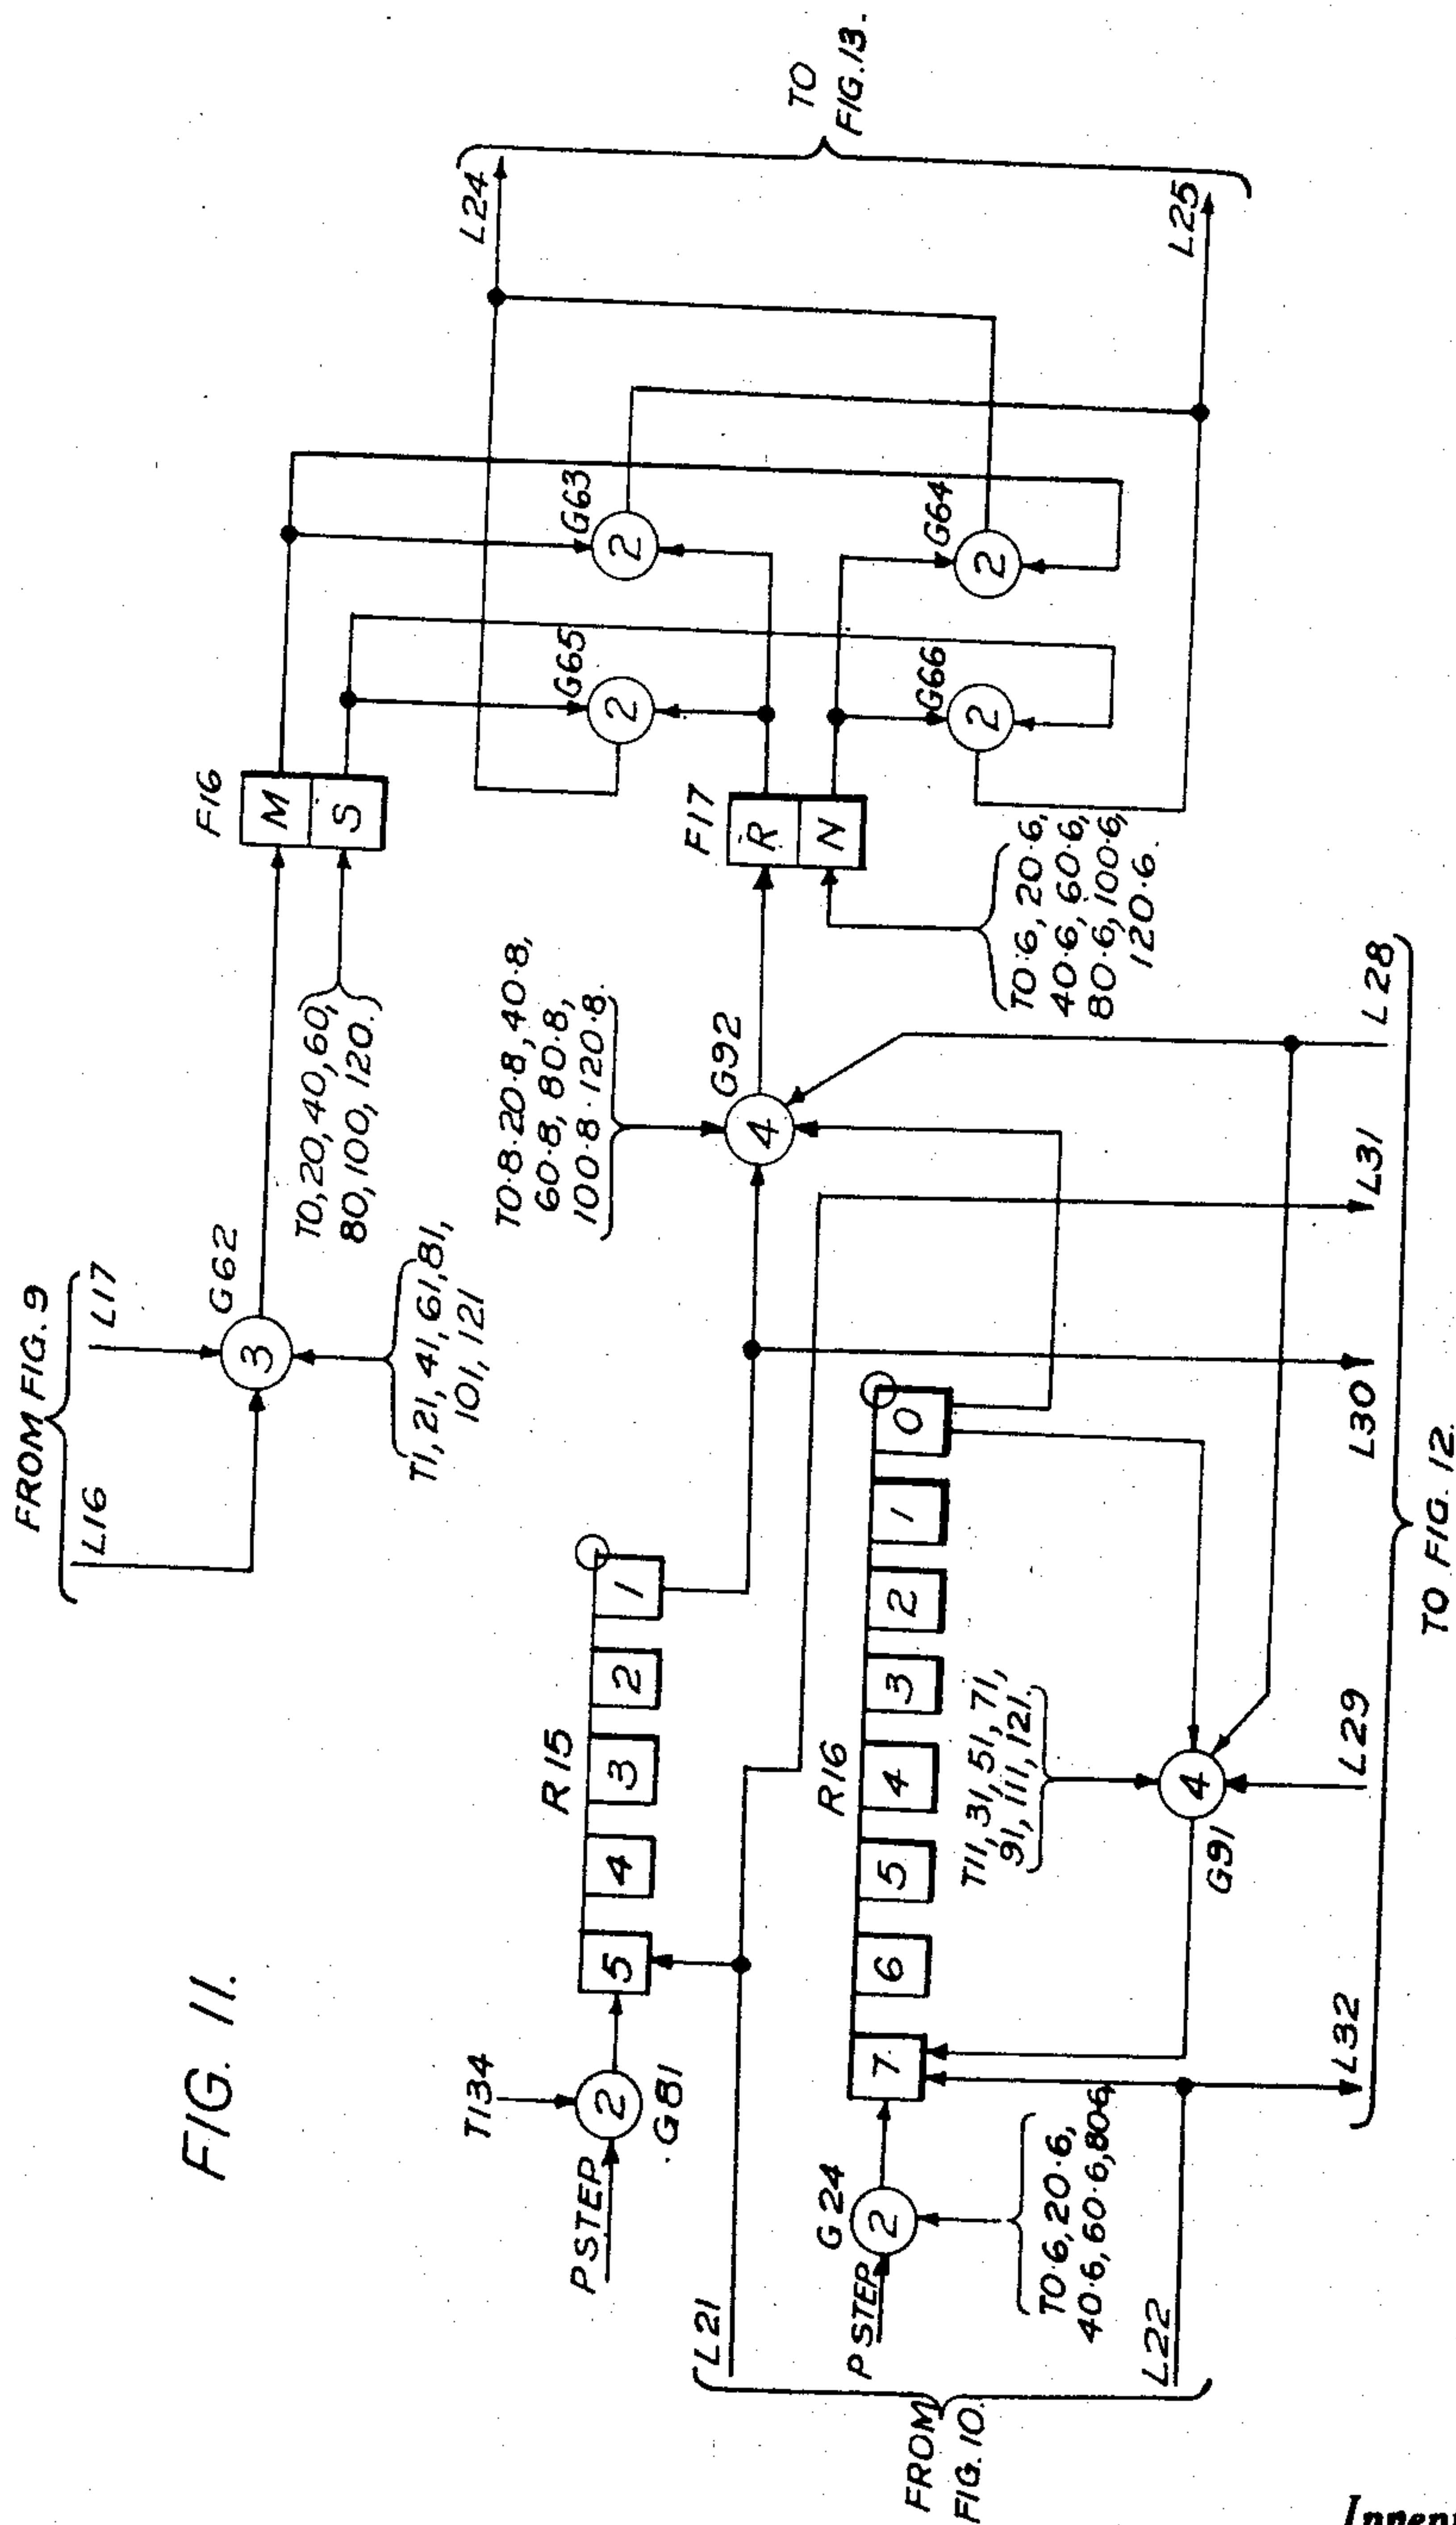 FIG. 11.
FROM FIG. 9
L16
L17
G62
3
T1, 21, 41, 61, 81,
101, 121
T0, 20, 40, 60,
80, 100, 120.
F16
M
S
L24
TO
FIG. 13.
L25
G63
2
G65
2
G64
2
G66
2
F17
R
N
T0·6, 20·6,
40·6, 60·6,
80·6, 100·6,
120·6.
T0·8·20·8, 40·8,
60·8, 80·8,
100·8·120·8.
G92
4
T134
P STEP
2
G81
R15
5
4
3
2
1
L21
FROM
FIG. 10.
L22
P STEP
G24
2
T0·6, 20·6,
40·6, 60·6, 80·6,
R16
7
6
5
4
3
2
1
0
T11, 31, 51, 71,
91, 111, 121.
4
G91
L32
L29
L30
L31
L28
TO FIG. 12.